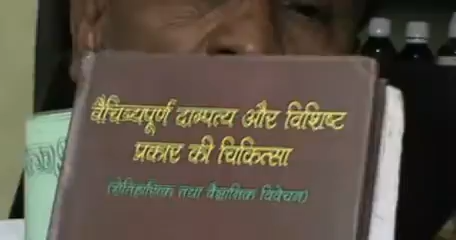 वैचित्र्यपूर्ण दाम्पत्य और विशिष्ट
प्रकार की चिकित्सा
(ऐतिहासिक तथा वैज्ञानिक विवेचन)